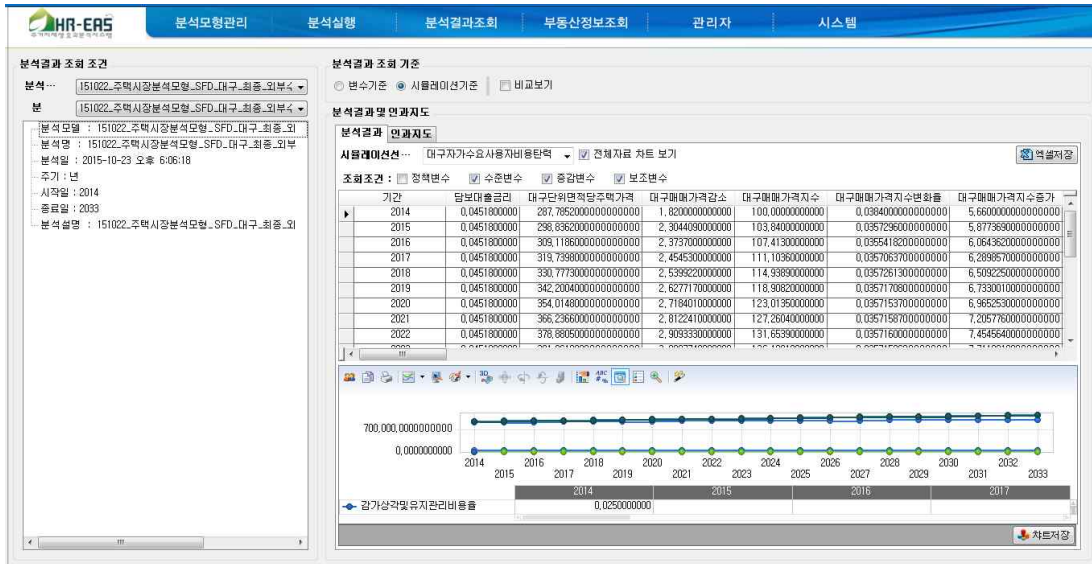 HR-EAS 분석모형관리 분석실행 분석결과조회 부동산정보조회 관리자 시스템
분석결과 조회 조건
분석… 151022_주택시장분석모형_SFD_대구_최종_외부
분 151022_주택시장분석모형_SFD_대구_최종_외부
분석모델 : 151022_주택시장분석모형_SFD_대구_최종_외
분석명 : 151022_주택시장분석모형_SFD_대구_최종_외부
분석일 : 2015-10-23 오후 6:06:18
주기 : 년
시작일 : 2014
종료일 : 2033
분석설명 : 151022_주택시장분석모형_SFD_대구_최종_외
분석결과 조회 기준
변수기준 시뮬레이션기준 비교보기
분석결과 및 인과지도
분석결과 인과지도
시뮬레이션선… 대구자가수요사용자비용탄력 전체자료 차트 보기 엑셀저장
조회조건 : 정책변수 수준변수 증감변수 보조변수
기간 담보대출금리 대구단위면적당주택가격 대구매매가격감소 대구매매가격지수 대구매매가격지수변화율 대구매매가격지수증가
2014 0,0451800000 287,7852000000000000 1,8200000000000 100,00000000000 0,0384000000000000 5,6600000000000000
2015 0,0451800000 298,8362000000000000 2,3044090000000 103,84000000000 0,0357296000000000 5,8773690000000000
2016 0,0451800000 309,1186000000000000 2,3737000000000 107,41300000000 0,0355418200000000 6,0643620000000000
2017 0,0451800000 319,7398000000000000 2,4545300000000 111,10360000000 0,0357063700000000 6,2898570000000000
2018 0,0451800000 330,7773000000000000 2,5399220000000 114,93890000000 0,0357261300000000 6,5092250000000000
2019 0,0451800000 342,2004000000000000 2,6277170000000 118,90820000000 0,0357170800000000 6,7330010000000000
2020 0,0451800000 354,0148000000000000 2,7184010000000 123,01350000000 0,0357153700000000 6,9652530000000000
2021 0,0451800000 366,2366000000000000 2,8122410000000 127,26040000000 0,0357158700000000 7,2057760000000000
2022 0,0451800000 378,8805000000000000 2,9093330000000 131,65390000000 0,0357160000000000 7,4545640000000000
700,000,0000000000
0,0000000000
2014 2016 2018 2020 2022 2024 2026 2028 2030 2032
2015 2017 2019 2021 2023 2025 2027 2029 2031 2033
2014 2015 2016 2017
감가상각및유지관리비용율 0,0250000000
챠트저장